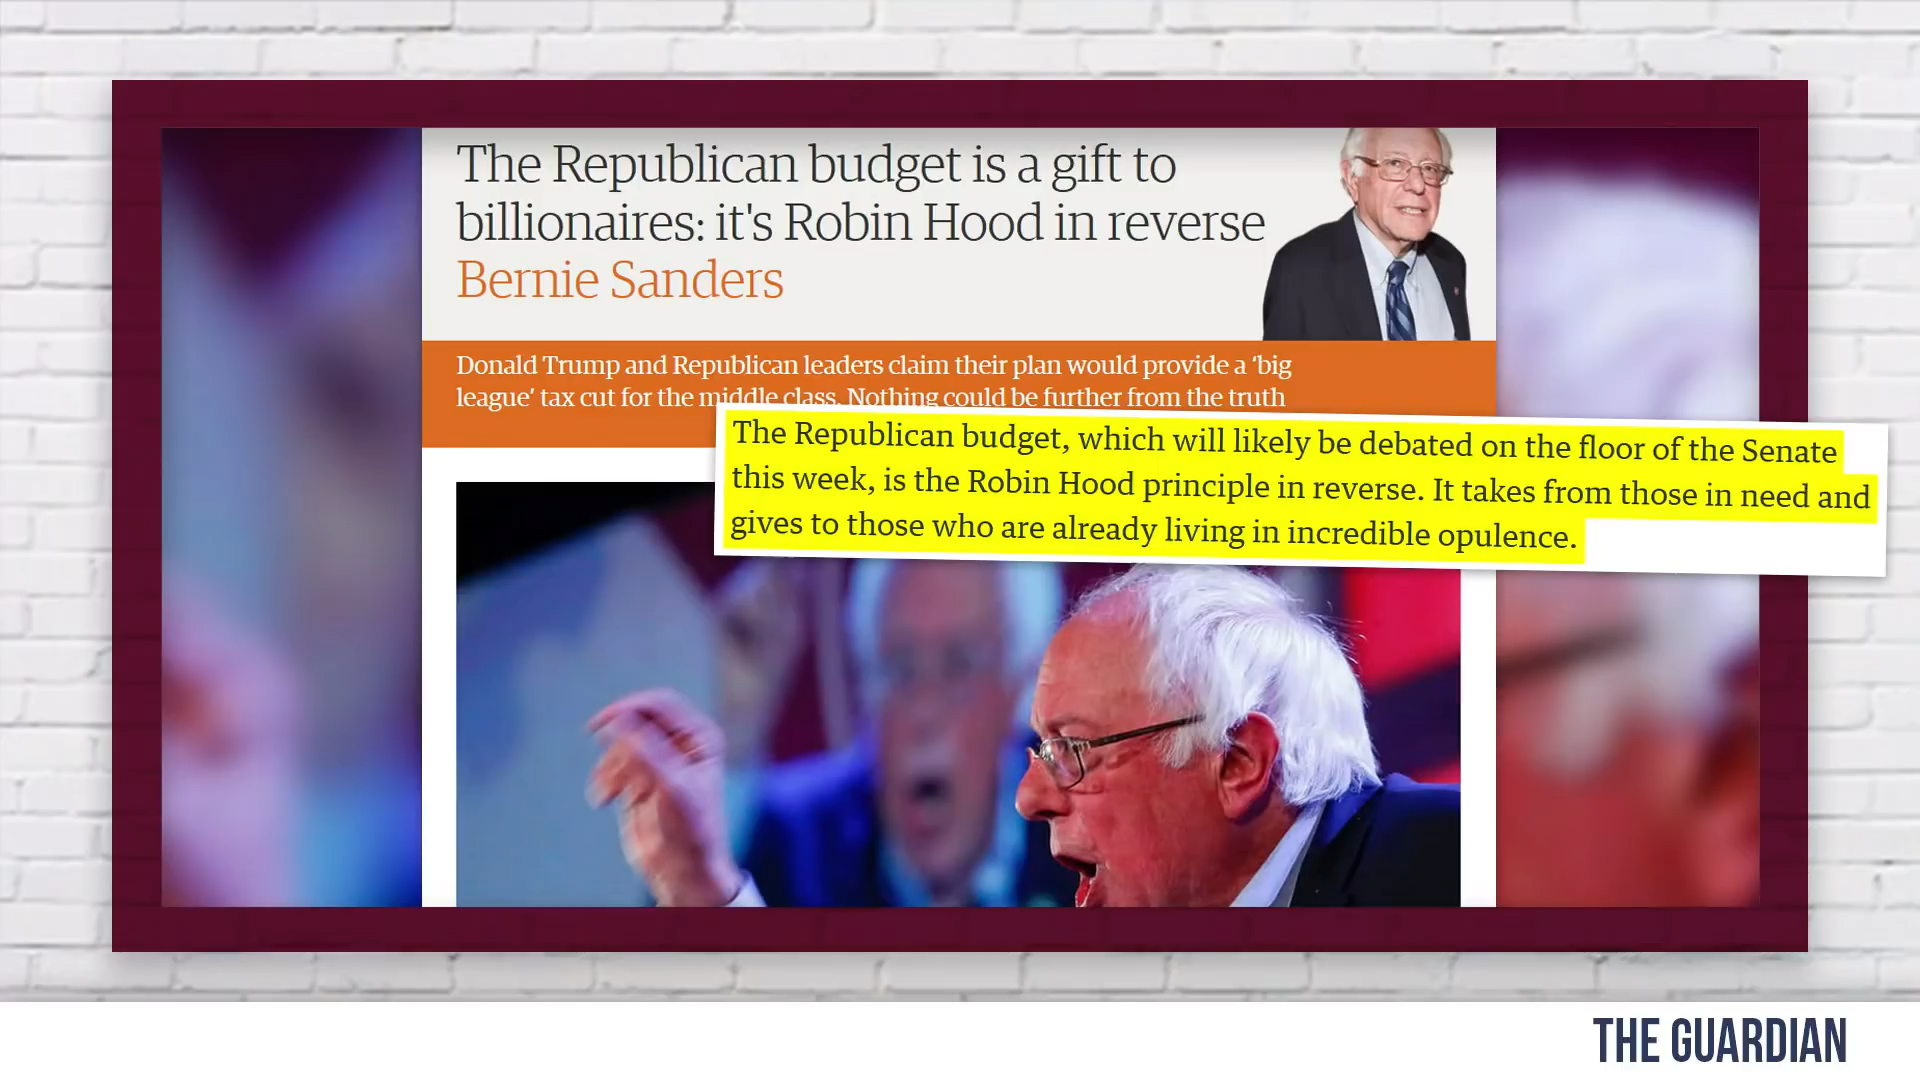 The Republican budget is a gift to
billionaires: it's Robin Hood in reverse
Bernie Sanders
Donald Trump and Republican leaders claim their plan would provide a ‘big
league’ tax cut for the middle class. Nothing could be further from the truth
The Republican budget, which will likely be debated on the floor of the Senate
this week, is the Robin Hood principle in reverse. It takes from those in need and
gives to those who are already living in incredible opulence.
THE GUARDIAN